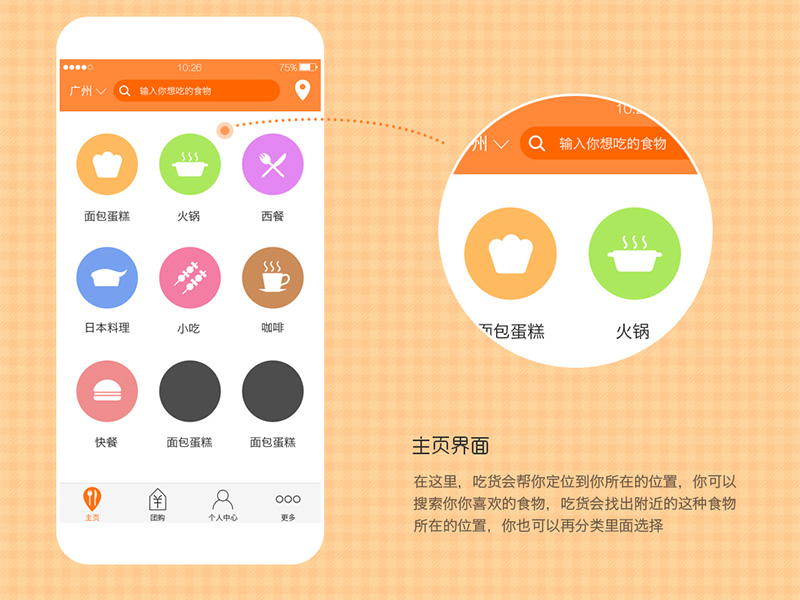 10:26
75%
广州
输入你想吃的食物
面包蛋糕
火锅
西餐
日本料理
小吃
咖啡
快餐
面包蛋糕
面包蛋糕
主页
团购
个人中心
更多
州
输入你想吃的食物
面包蛋糕
火锅
主页界面
在这里，吃货会帮你定位到你所在的位置，你可以
搜索你你喜欢的食物，吃货会找出附近的这种食物
所在的位置，你也可以再分类里面选择